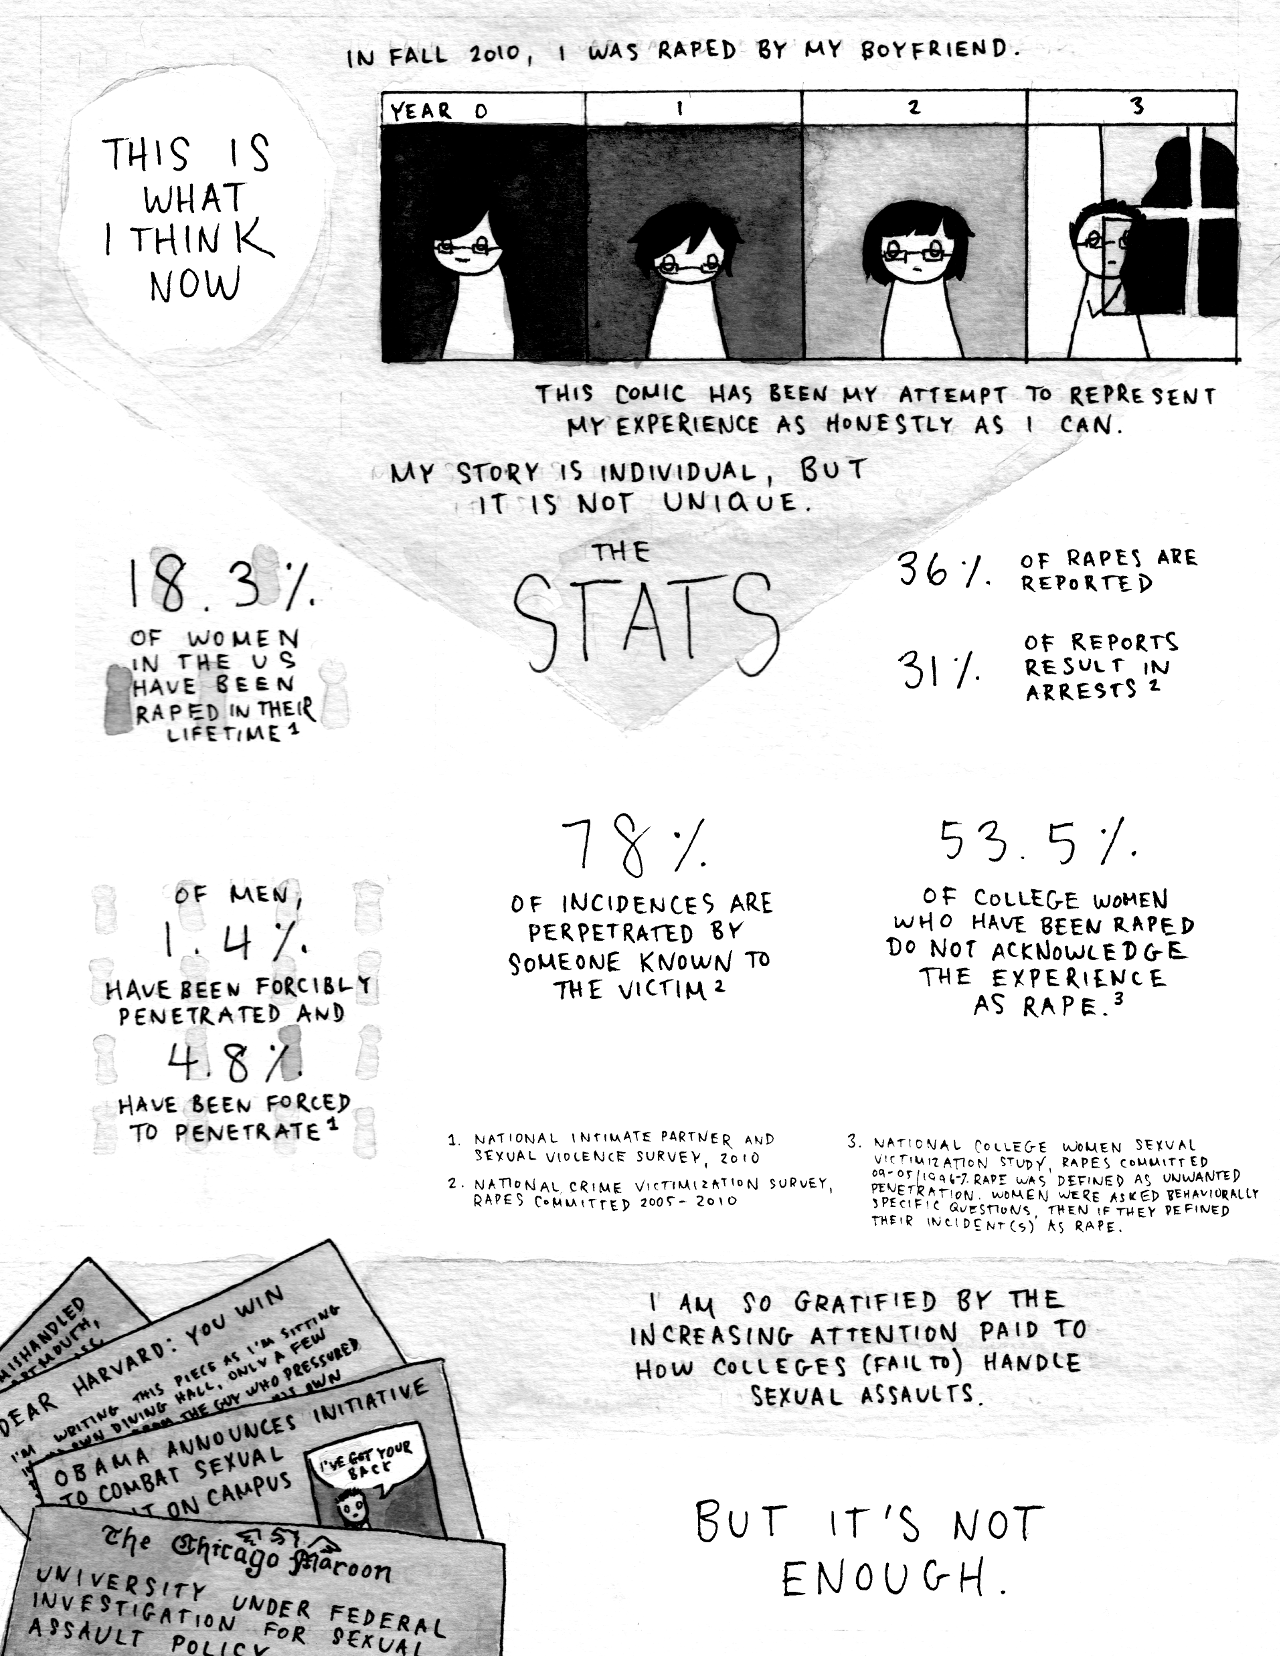 IN FALL 2010, I WAS RAPED BY MY BOYFRIEND.
THIS IS
WHAT
I THINK
NOW
YEAR 0
1
2
3
THIS COMIC HAS BEEN MY ATTEMPT TO REPRESENT
MY EXPERIENCE AS HONESTLY AS I CAN.
MY STORY IS INDIVIDUAL, BUT
IT IS NOT UNIQUE.
THE
STATS
18.3%
OF WOMEN
IN THE US
HAVE BEEN
RAPED IN THEIR
LIFETIME 1
36% OF RAPES ARE
REPORTED
31% OF REPORTS
RESULT IN
ARRESTS 2
OF MEN,
1.4%
HAVE BEEN FORCIBLY
PENETRATED AND
4.8%
HAVE BEEN FORCED
TO PENETRATE 1
78%
OF INCIDENCES ARE
PERPETRATED BY
SOMEONE KNOWN TO
THE VICTIM 2
53.5%
OF COLLEGE WOMEN
WHO HAVE BEEN RAPED
DO NOT ACKNOWLEDGE
THE EXPERIENCE
AS RAPE. 3
1. NATIONAL INTIMATE PARTNER AND
SEXUAL VIOLENCE SURVEY, 2010
2. NATIONAL CRIME VICTIMIZATION SURVEY,
RAPES COMMITTED 2005-2010
3. NATIONAL COLLEGE WOMEN SEXUAL
VICTIMIZATION STUDY, RAPES COMMITTED
09-05/1996-7. RAPE WAS DEFINED AS UNWANTED
PENETRATION. WOMEN WERE ASKED BEHAVIORALLY
SPECIFIC QUESTIONS, THEN IF THEY DEFINED
THEIR INCIDENT(S) AS RAPE.
MISHANDLED
DEAR HARVARD: YOU WIN
I'M WRITING THIS PIECE AS I'M SITTING
OWN DINING HALL, ONLY A FEW
FROM THE GUY WHO PRESSURED
OWN
OBAMA ANNOUNCES INITIATIVE
TO COMBAT SEXUAL
ON CAMPUS
I'VE GOT YOUR
BACK
The Chicago Maroon
UNIVERSITY UNDER FEDERAL
INVESTIGATION FOR SEXUAL
ASSAULT POLICY
I AM SO GRATIFIED BY THE
INCREASING ATTENTION PAID TO
HOW COLLEGES (FAIL TO) HANDLE
SEXUAL ASSAULTS.
BUT IT'S NOT
ENOUGH.